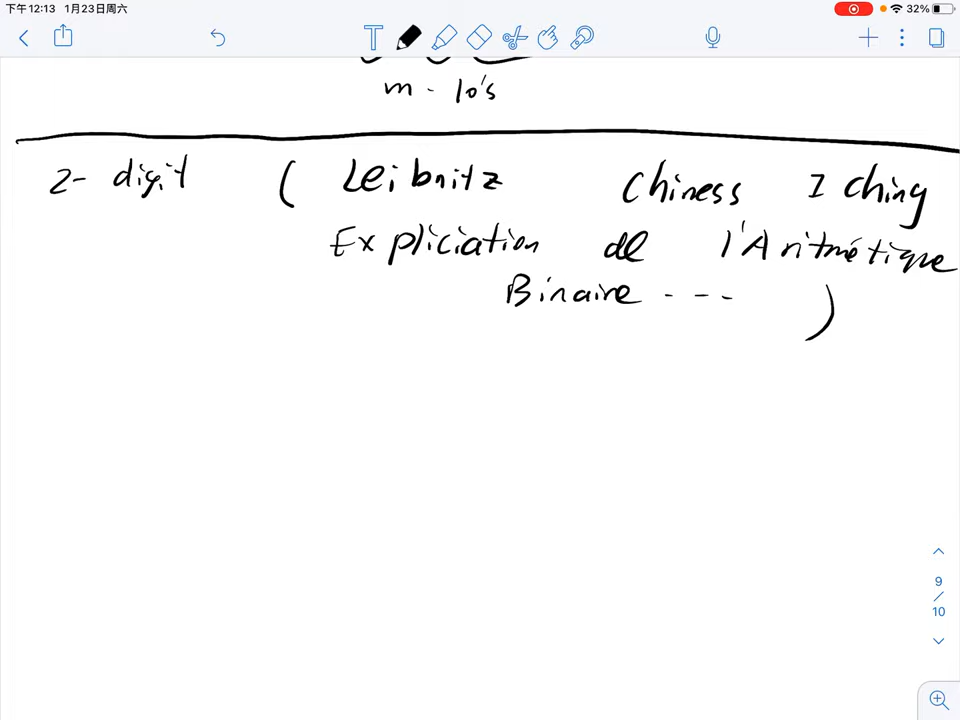 下午12:13 1月23日周六
32%
m - 10's
2- digit ( Leibnitz Chiness I ching
Expliciation de l'Aritmétique
Binaire --- )
9
/
10